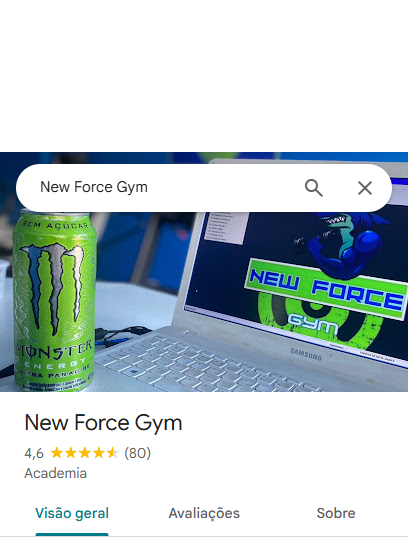 New Force Gym
SEM AÇÚCAR
MONSTER
ENERGY
ULTRA PARADISE
NEW FORCE
GYM
SAMSUNG
New Force Gym
4,6 (80)
Academia
Visão geral Avaliações Sobre